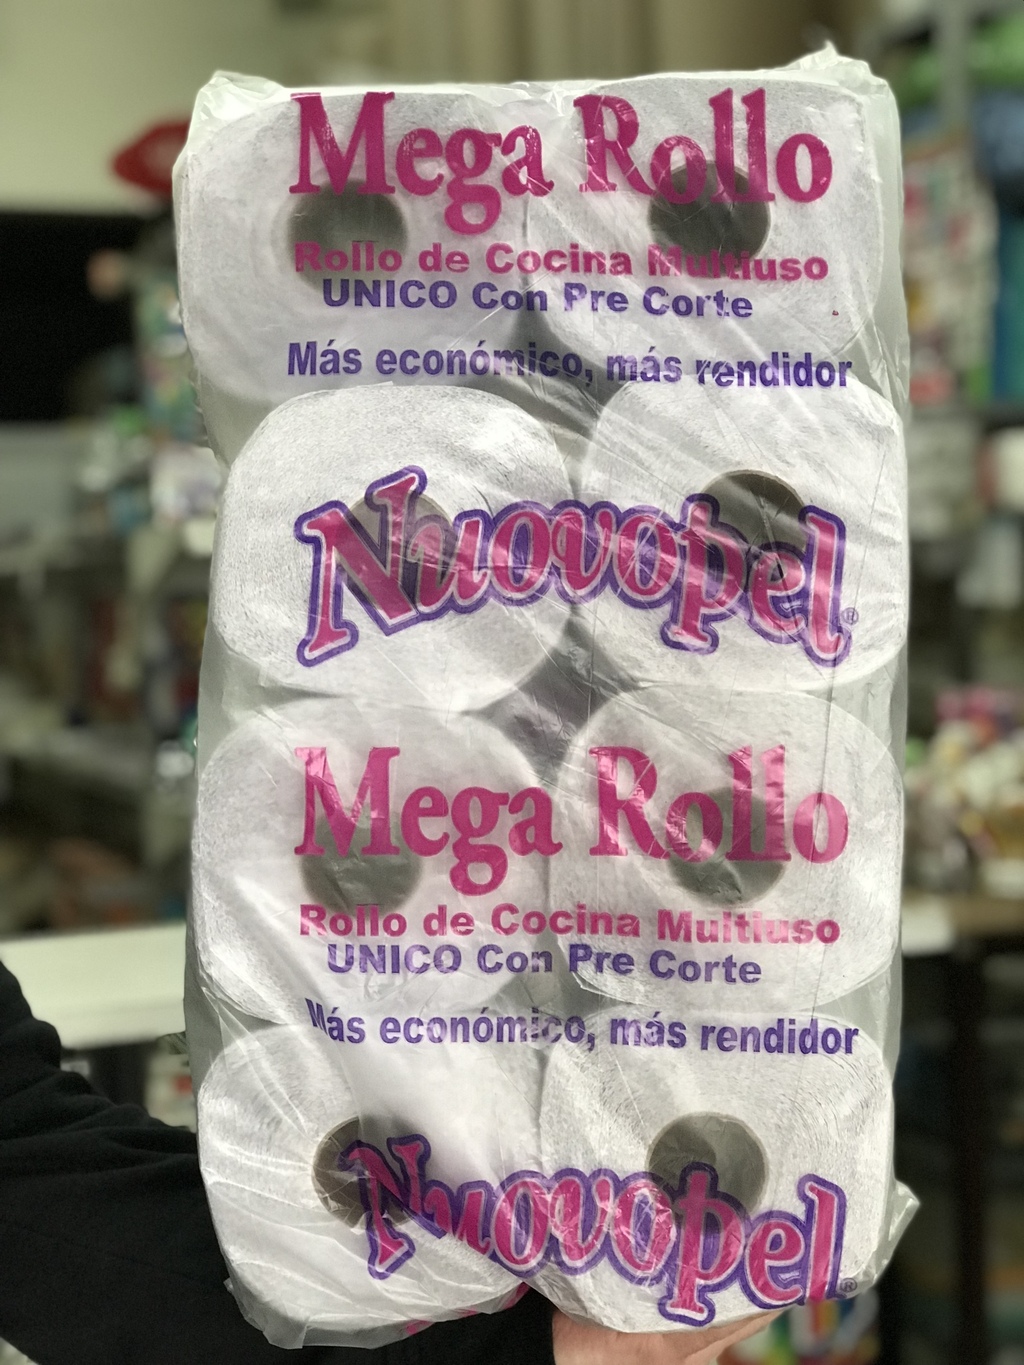 Mega Rollo
Rollo de Cocina Multiuso
UNICO Con Pre Corte
Más económico, más rendidor
Nuovopel®
Mega Rollo
Rollo de Cocina Multiuso
UNICO Con Pre Corte
Más económico, más rendidor
Nuovopel®